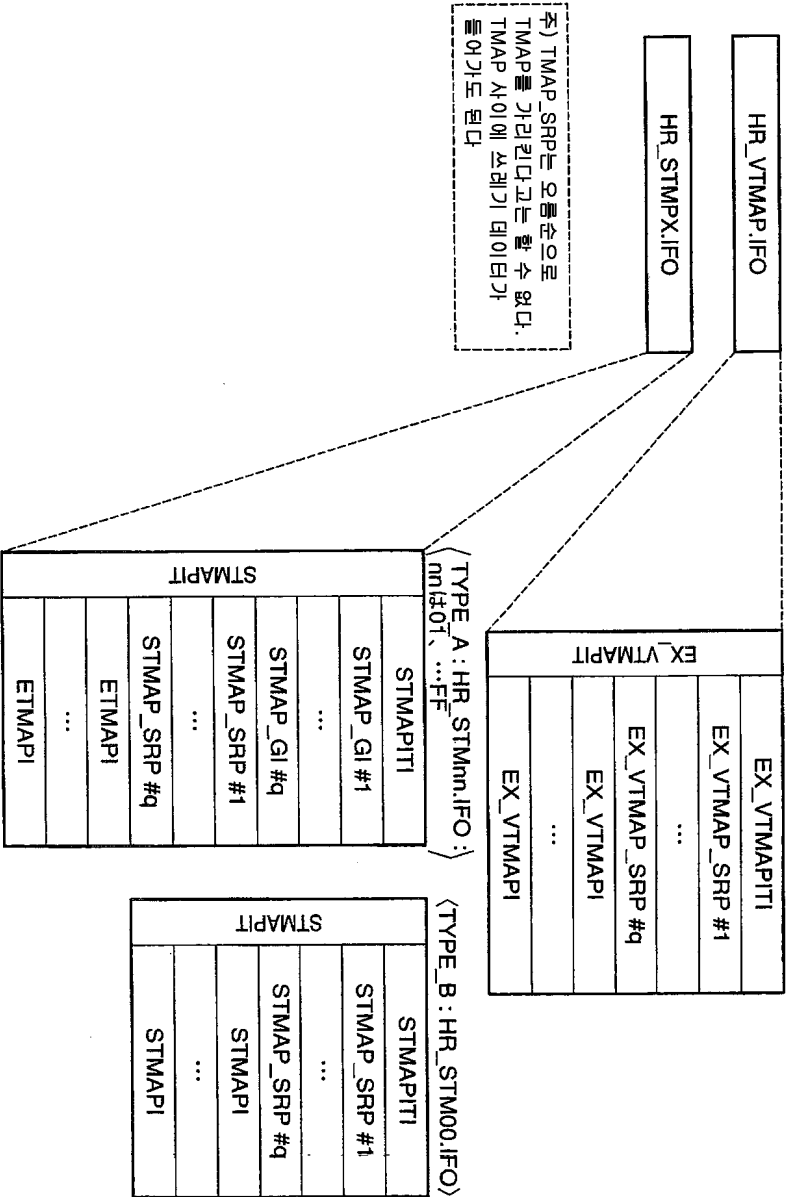 HR_VTMAP.IFO
HR_STMPX.IFO
주) TMAP_SRP는 오름순으로
TMAP를 가리킨다고는 할 수 없다.
TMAP 사이에 쓰레기 데이터가
들어가도 된다
EX_VTMAPIT
EX_VTMAPITI
EX_VTMAP_SRP #1
...
EX_VTMAP_SRP #q
EX_VTMAPI
...
EX_VTMAPI
〈TYPE_A : HR_STMnn.IFO :
nnは01、…FF〉
STMAPIT
STMAPITI
STMAP_GI #1
...
STMAP_GI #q
STMAP_SRP #1
...
STMAP_SRP #q
ETMAPI
...
ETMAPI
〈TYPE_B : HR_STM00.IFO〉
STMAPIT
STMAPITI
STMAP_SRP #1
...
STMAP_SRP #q
STMAPI
...
STMAPI